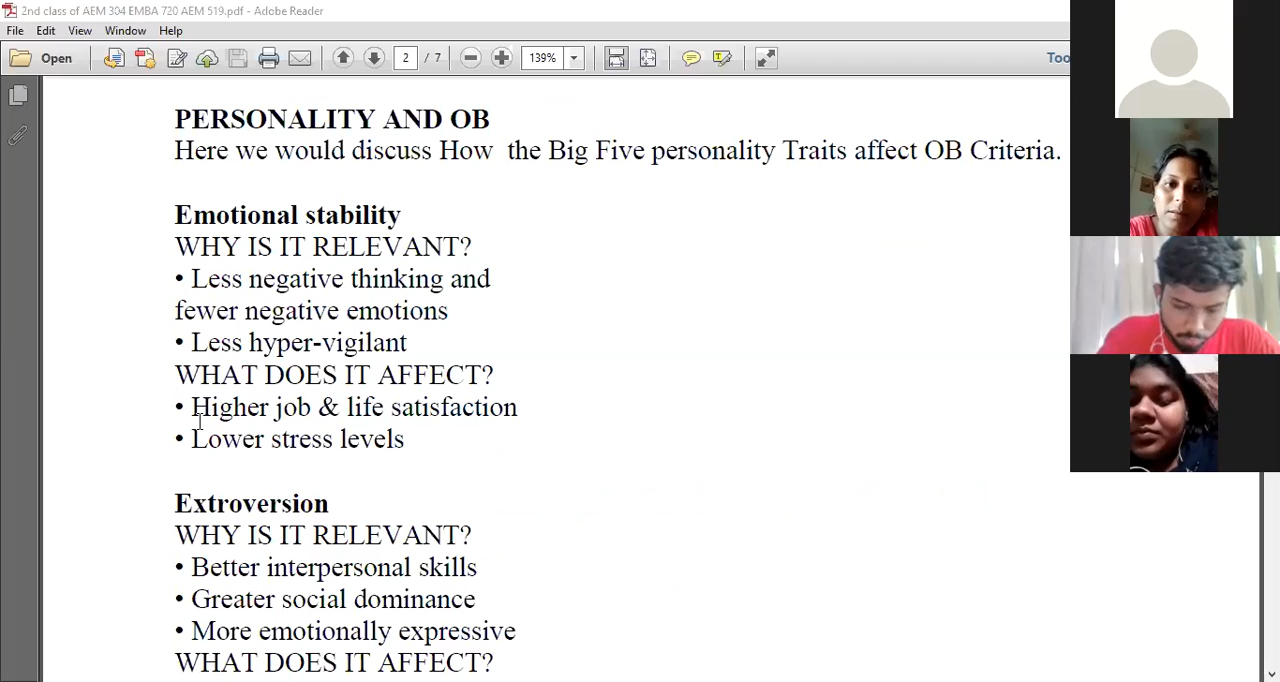 2nd class of AEM 304 EMBA 720 AEM 519.pdf - Adobe Reader
File Edit View Window Help
Open 2 / 7 139% Too
PERSONALITY AND OB
Here we would discuss How  the Big Five personality Traits affect OB Criteria.
Emotional stability
WHY IS IT RELEVANT?
• Less negative thinking and
fewer negative emotions
• Less hyper-vigilant
WHAT DOES IT AFFECT?
• Higher job & life satisfaction
• Lower stress levels
Extroversion
WHY IS IT RELEVANT?
• Better interpersonal skills
• Greater social dominance
• More emotionally expressive
WHAT DOES IT AFFECT?